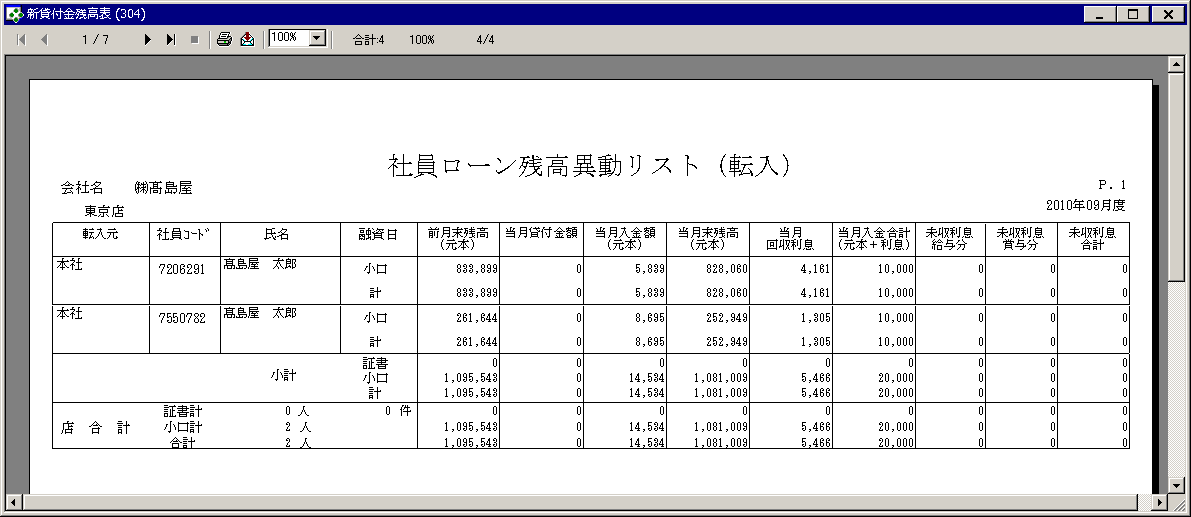 新貸付金残高表 (304)
1 / 7 100% 合計:4 100% 4/4
社員ローン残高異動リスト（転入）
会社名 ㈱髙島屋 P. 1
東京店 2010年09月度
転入元 社員ｺｰﾄﾞ 氏名 融資日 前月末残高 当月貸付金額 当月入金額 当月末残高 当月 当月入金合計 未収利息 未収利息 未収利息
(元本) (元本) (元本) 回収利息 (元本＋利息) 給与分 賞与分 合計
本社 7206291 髙島屋 太郎 小口 833,899 0 5,839 828,060 4,161 10,000 0 0 0
計 833,899 0 5,839 828,060 4,161 10,000 0 0 0
本社 7550782 髙島屋 太郎 小口 261,644 0 8,695 252,949 1,305 10,000 0 0 0
計 261,644 0 8,695 252,949 1,305 10,000 0 0 0
証書 0 0 0 0 0 0 0 0 0
小計 小口 1,095,543 0 14,534 1,081,009 5,466 20,000 0 0 0
計 1,095,543 0 14,534 1,081,009 5,466 20,000 0 0 0
証書計 0 人 0 件 0 0 0 0 0 0 0 0 0
店 合 計 小口計 2 人 1,095,543 0 14,534 1,081,009 5,466 20,000 0 0 0
合計 2 人 1,095,543 0 14,534 1,081,009 5,466 20,000 0 0 0